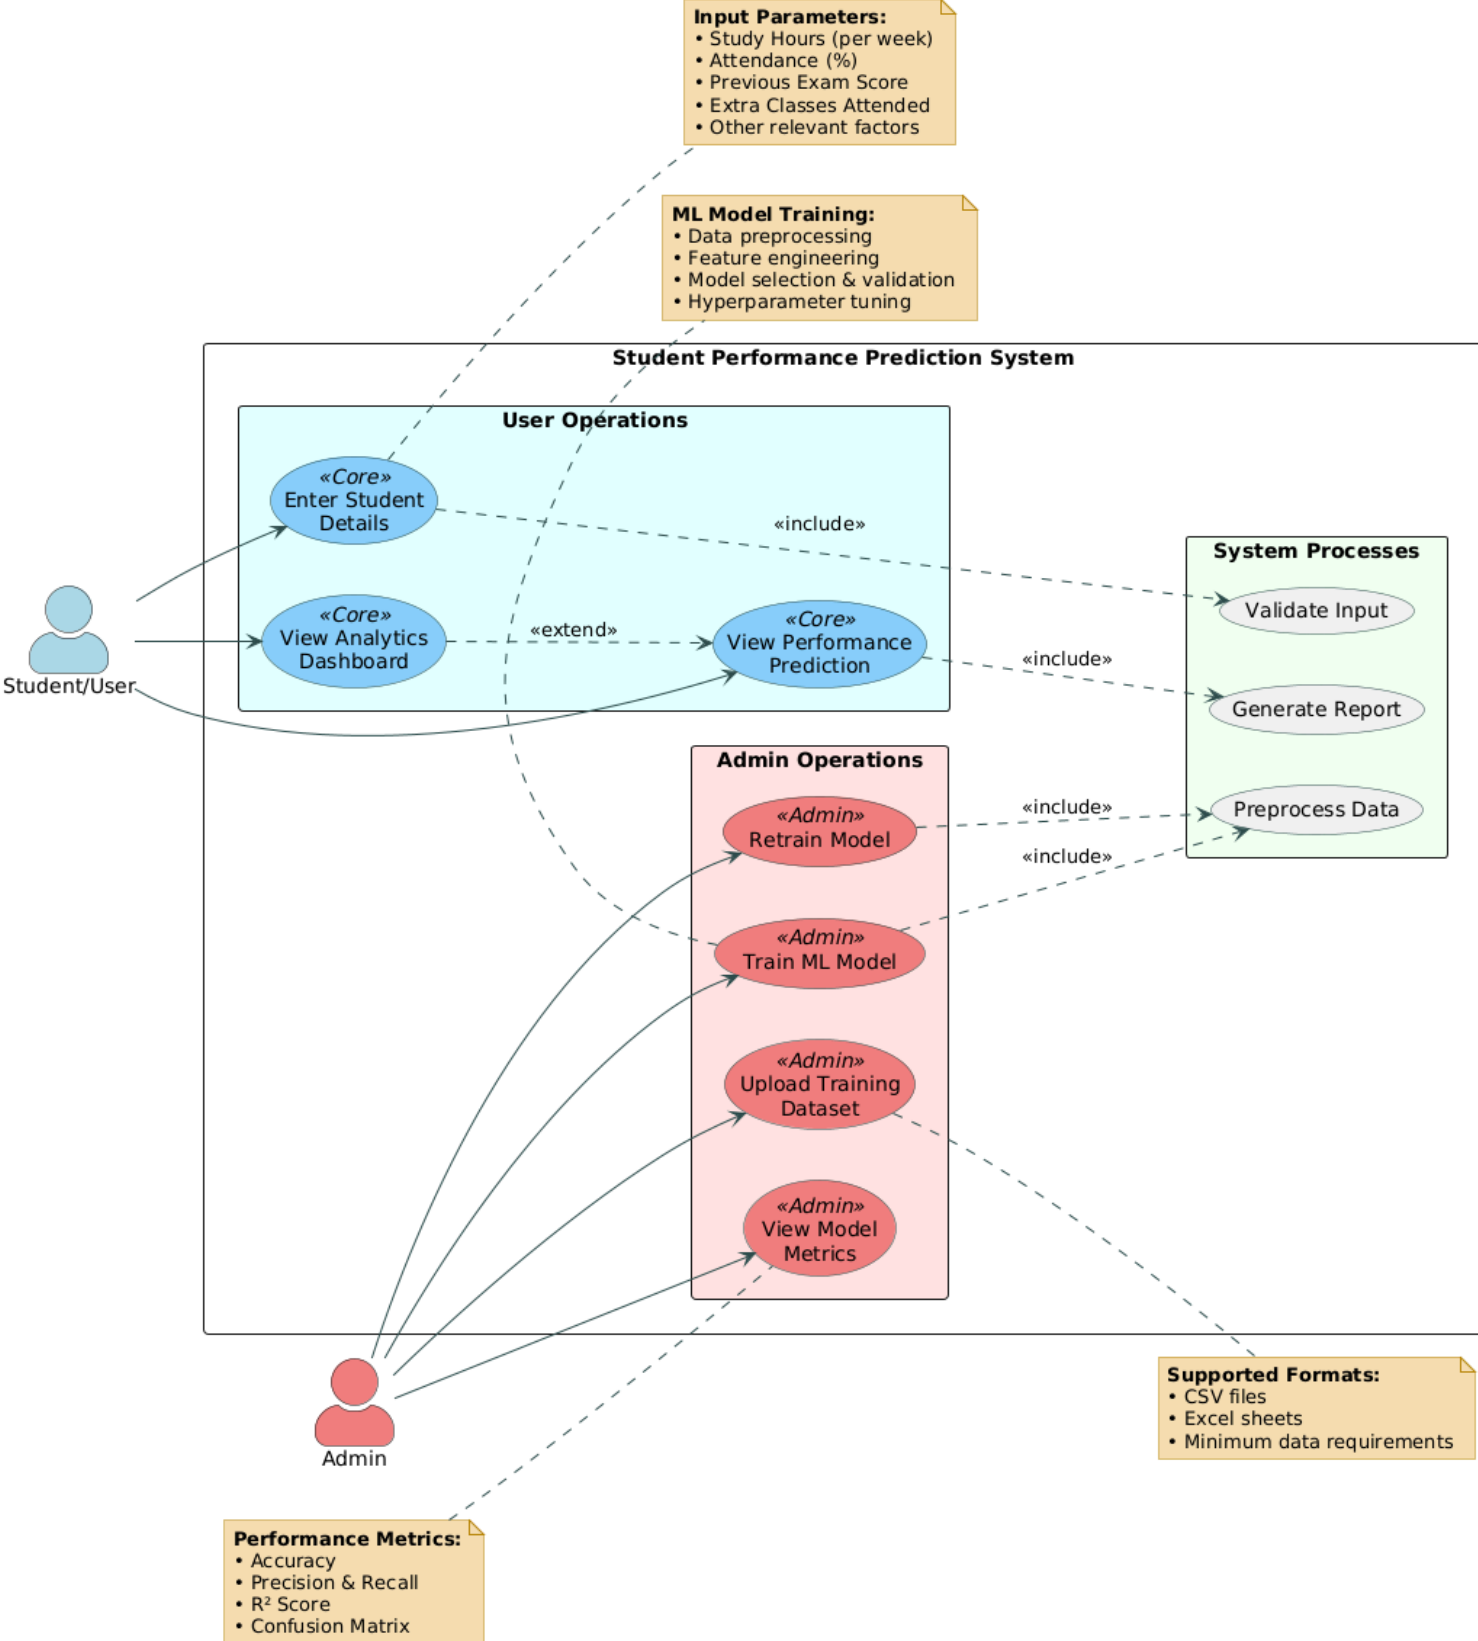 Input Parameters:
• Study Hours (per week)
• Attendance (%)
• Previous Exam Score
• Extra Classes Attended
• Other relevant factors
ML Model Training:
• Data preprocessing
• Feature engineering
• Model selection & validation
• Hyperparameter tuning
Student Performance Prediction System
User Operations
«Core»
Enter Student
Details
«include»
«Core»
View Analytics
Dashboard
«extend»
«Core»
View Performance
Prediction
«include»
Student/User
System Processes
Validate Input
Generate Report
Preprocess Data
Admin Operations
«Admin»
Retrain Model
«include»
«Admin»
Train ML Model
«include»
«Admin»
Upload Training
Dataset
«Admin»
View Model
Metrics
Admin
Supported Formats:
• CSV files
• Excel sheets
• Minimum data requirements
Performance Metrics:
• Accuracy
• Precision & Recall
• R² Score
• Confusion Matrix